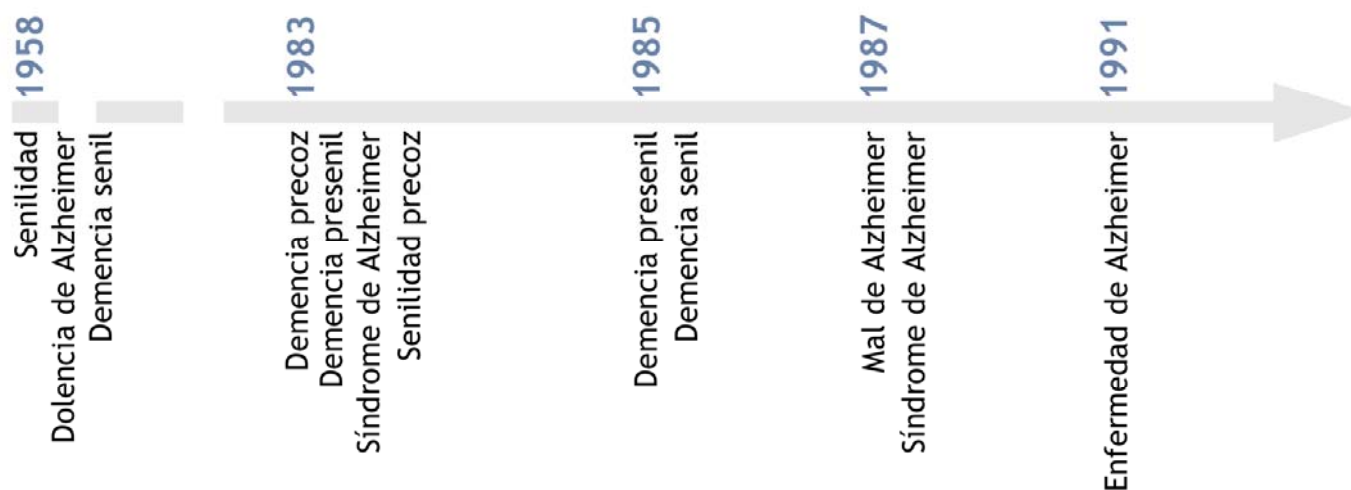 1958
Senilidad
Dolencia de Alzheimer
Demencia senil
1983
Demencia precoz
Demencia presenil
Síndrome de Alzheimer
Senilidad precoz
1985
Demencia presenil
Demencia senil
1987
Mal de Alzheimer
Síndrome de Alzheimer
1991
Enfermedad de Alzheimer